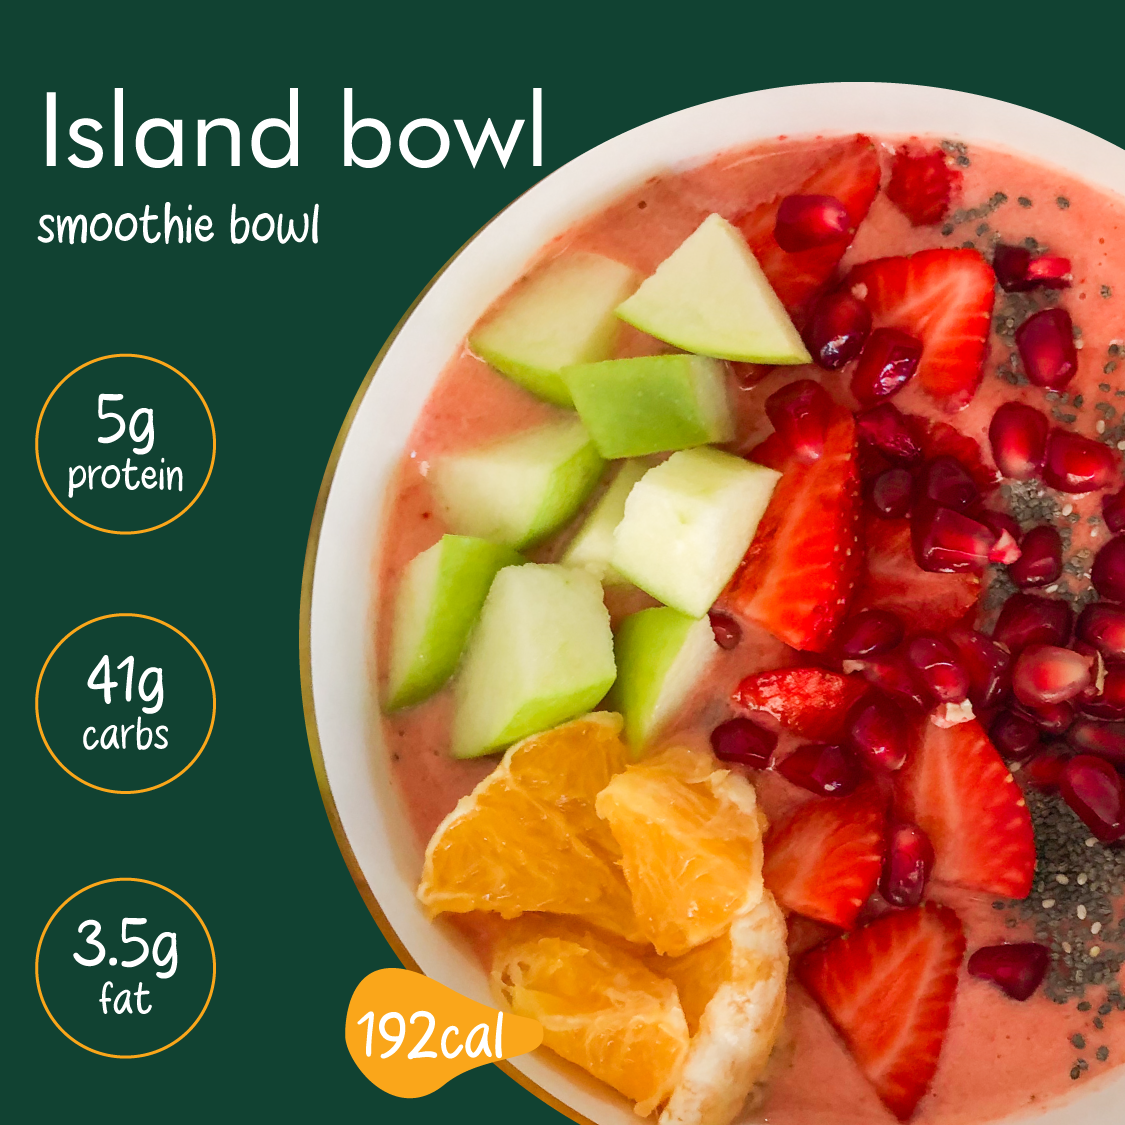 Island bowl
smoothie bowl
5g
protein
41g
carbs
3.5g
fat
192cal